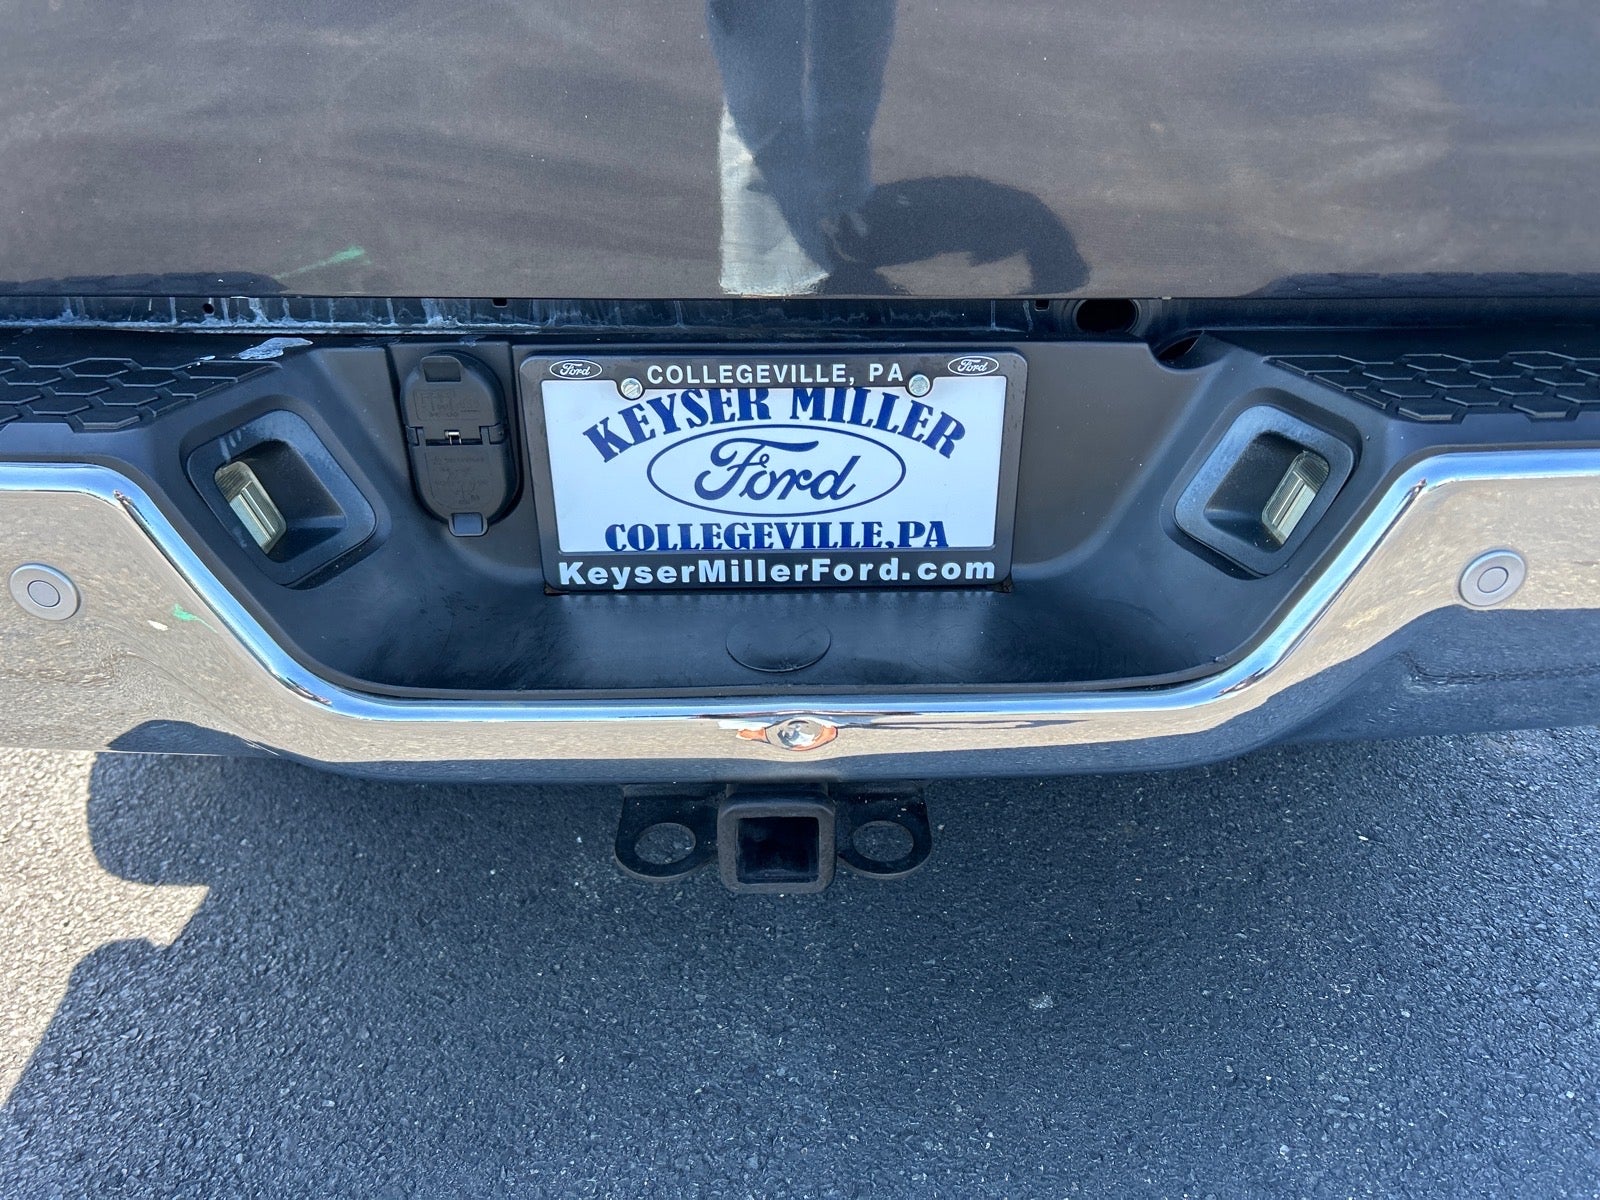 Ford COLLEGEVILLE, PA Ford
KEYSER MILLER
Ford
COLLEGEVILLE, PA
KeyserMillerFord.com